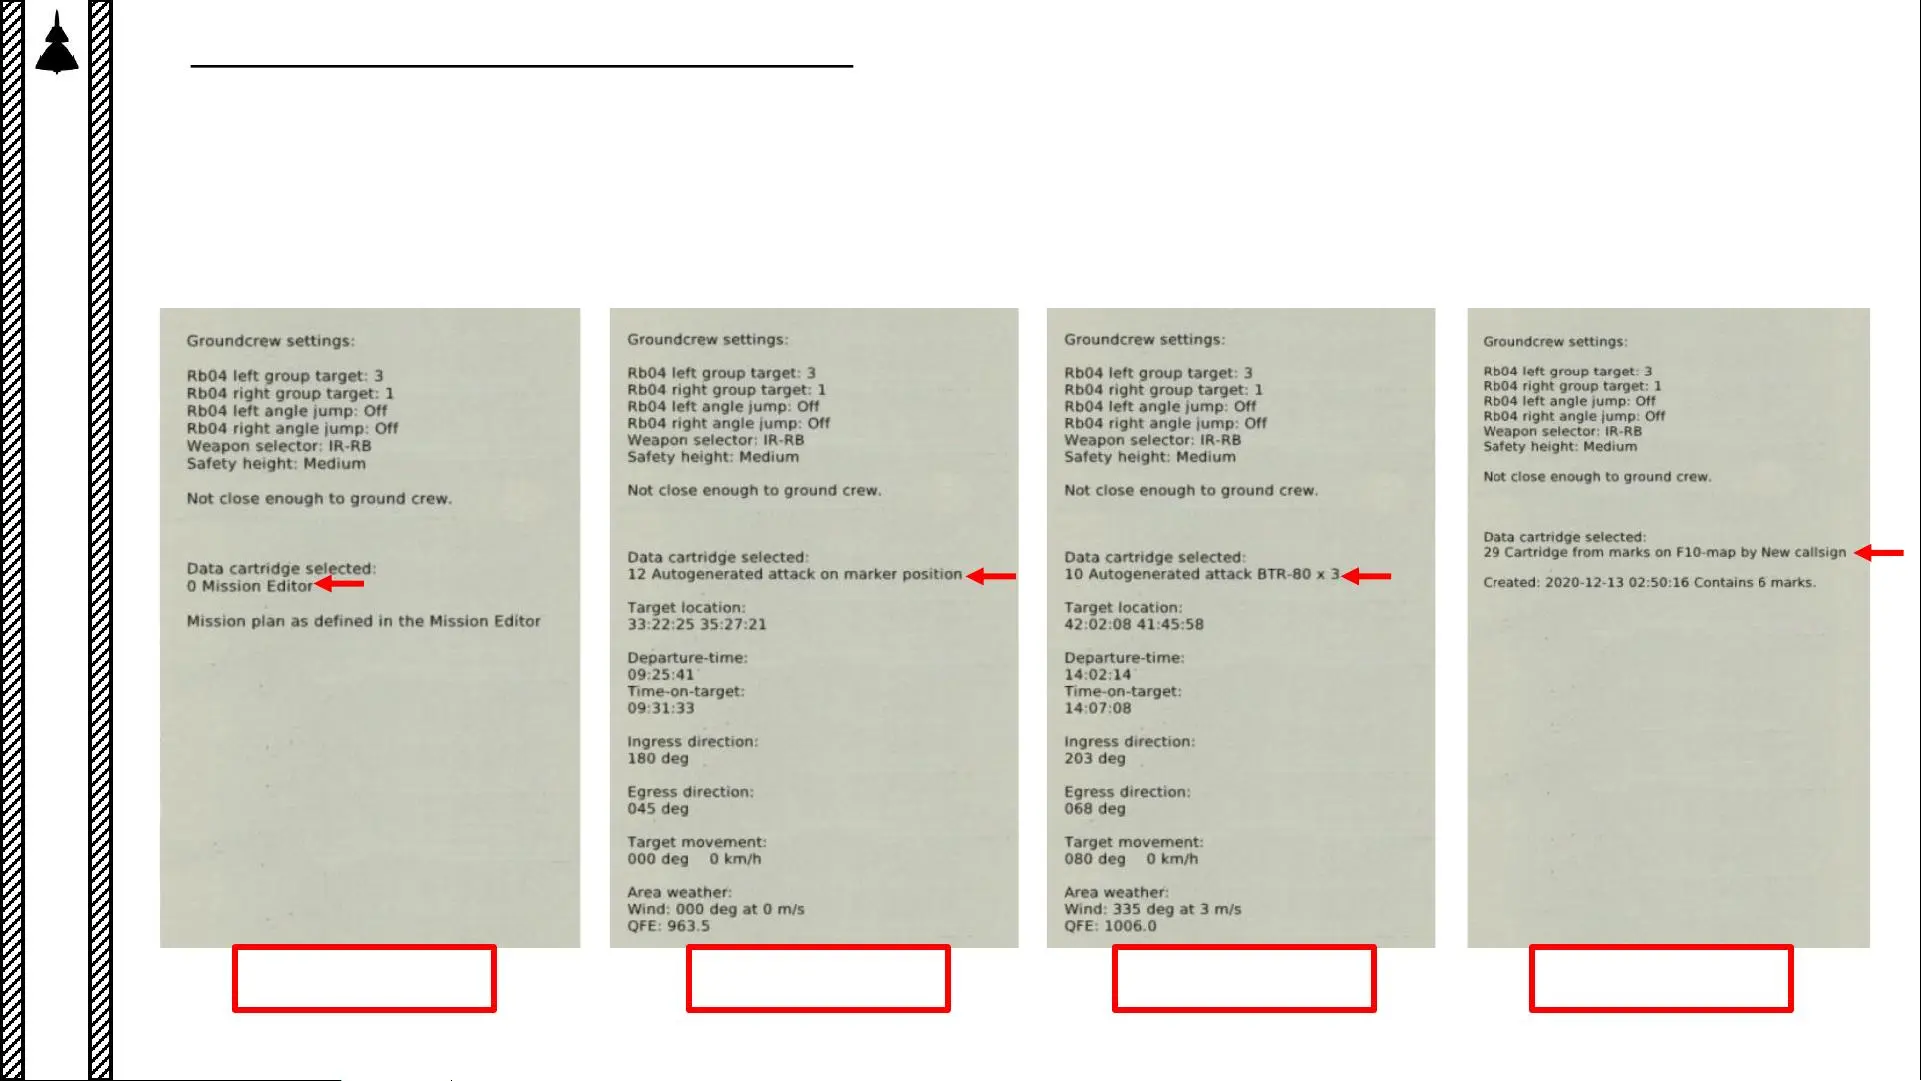 Groundcrew settings:
Rb04 left group target: 3
Rb04 right group target: 1
Rb04 left angle jump: Off
Rb04 right angle jump: Off
Weapon selector: IR-RB
Safety height: Medium
Not close enough to ground crew.
Data cartridge selected:
0 Mission Editor
Mission plan as defined in the Mission Editor
Groundcrew settings:
Rb04 left group target: 3
Rb04 right group target: 1
Rb04 left angle jump: Off
Rb04 right angle jump: Off
Weapon selector: IR-RB
Safety height: Medium
Not close enough to ground crew.
Data cartridge selected:
12 Autogenerated attack on marker position
Target location:
33:22:25 35:27:21
Departure-time:
09:25:41
Time-on-target:
09:31:33
Ingress direction:
180 deg
Egress direction:
045 deg
Target movement:
000 deg 0 km/h
Area weather:
Wind: 000 deg at 0 m/s
QFE: 963.5
Groundcrew settings:
Rb04 left group target: 3
Rb04 right group target: 1
Rb04 left angle jump: Off
Rb04 right angle jump: Off
Weapon selector: IR-RB
Safety height: Medium
Not close enough to ground crew.
Data cartridge selected:
10 Autogenerated attack BTR-80 x 3
Target location:
42:02:08 41:45:58
Departure-time:
14:02:14
Time-on-target:
14:07:08
Ingress direction:
203 deg
Egress direction:
068 deg
Target movement:
080 deg 0 km/h
Area weather:
Wind: 335 deg at 3 m/s
QFE: 1006.0
Groundcrew settings:
Rb04 left group target: 3
Rb04 right group target: 1
Rb04 left angle jump: Off
Rb04 right angle jump: Off
Weapon selector: IR-RB
Safety height: Medium
Not close enough to ground crew.
Data cartridge selected:
29 Cartridge from marks on F10-map by New callsign
Created: 2020-12-13 02:50:16 Contains 6 marks.